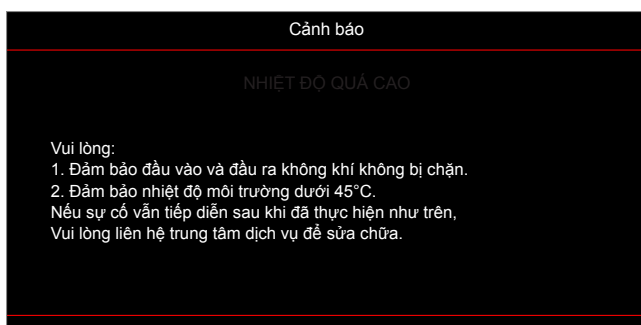 Cảnh báo
NHIỆT ĐỘ QUÁ CAO
Vui lòng:
1. Đảm bảo đầu vào và đầu ra không khí không bị chặn.
2. Đảm bảo nhiệt độ môi trường dưới 45°C.
Nếu sự cố vẫn tiếp diễn sau khi đã thực hiện như trên,
Vui lòng liên hệ trung tâm dịch vụ để sửa chữa.